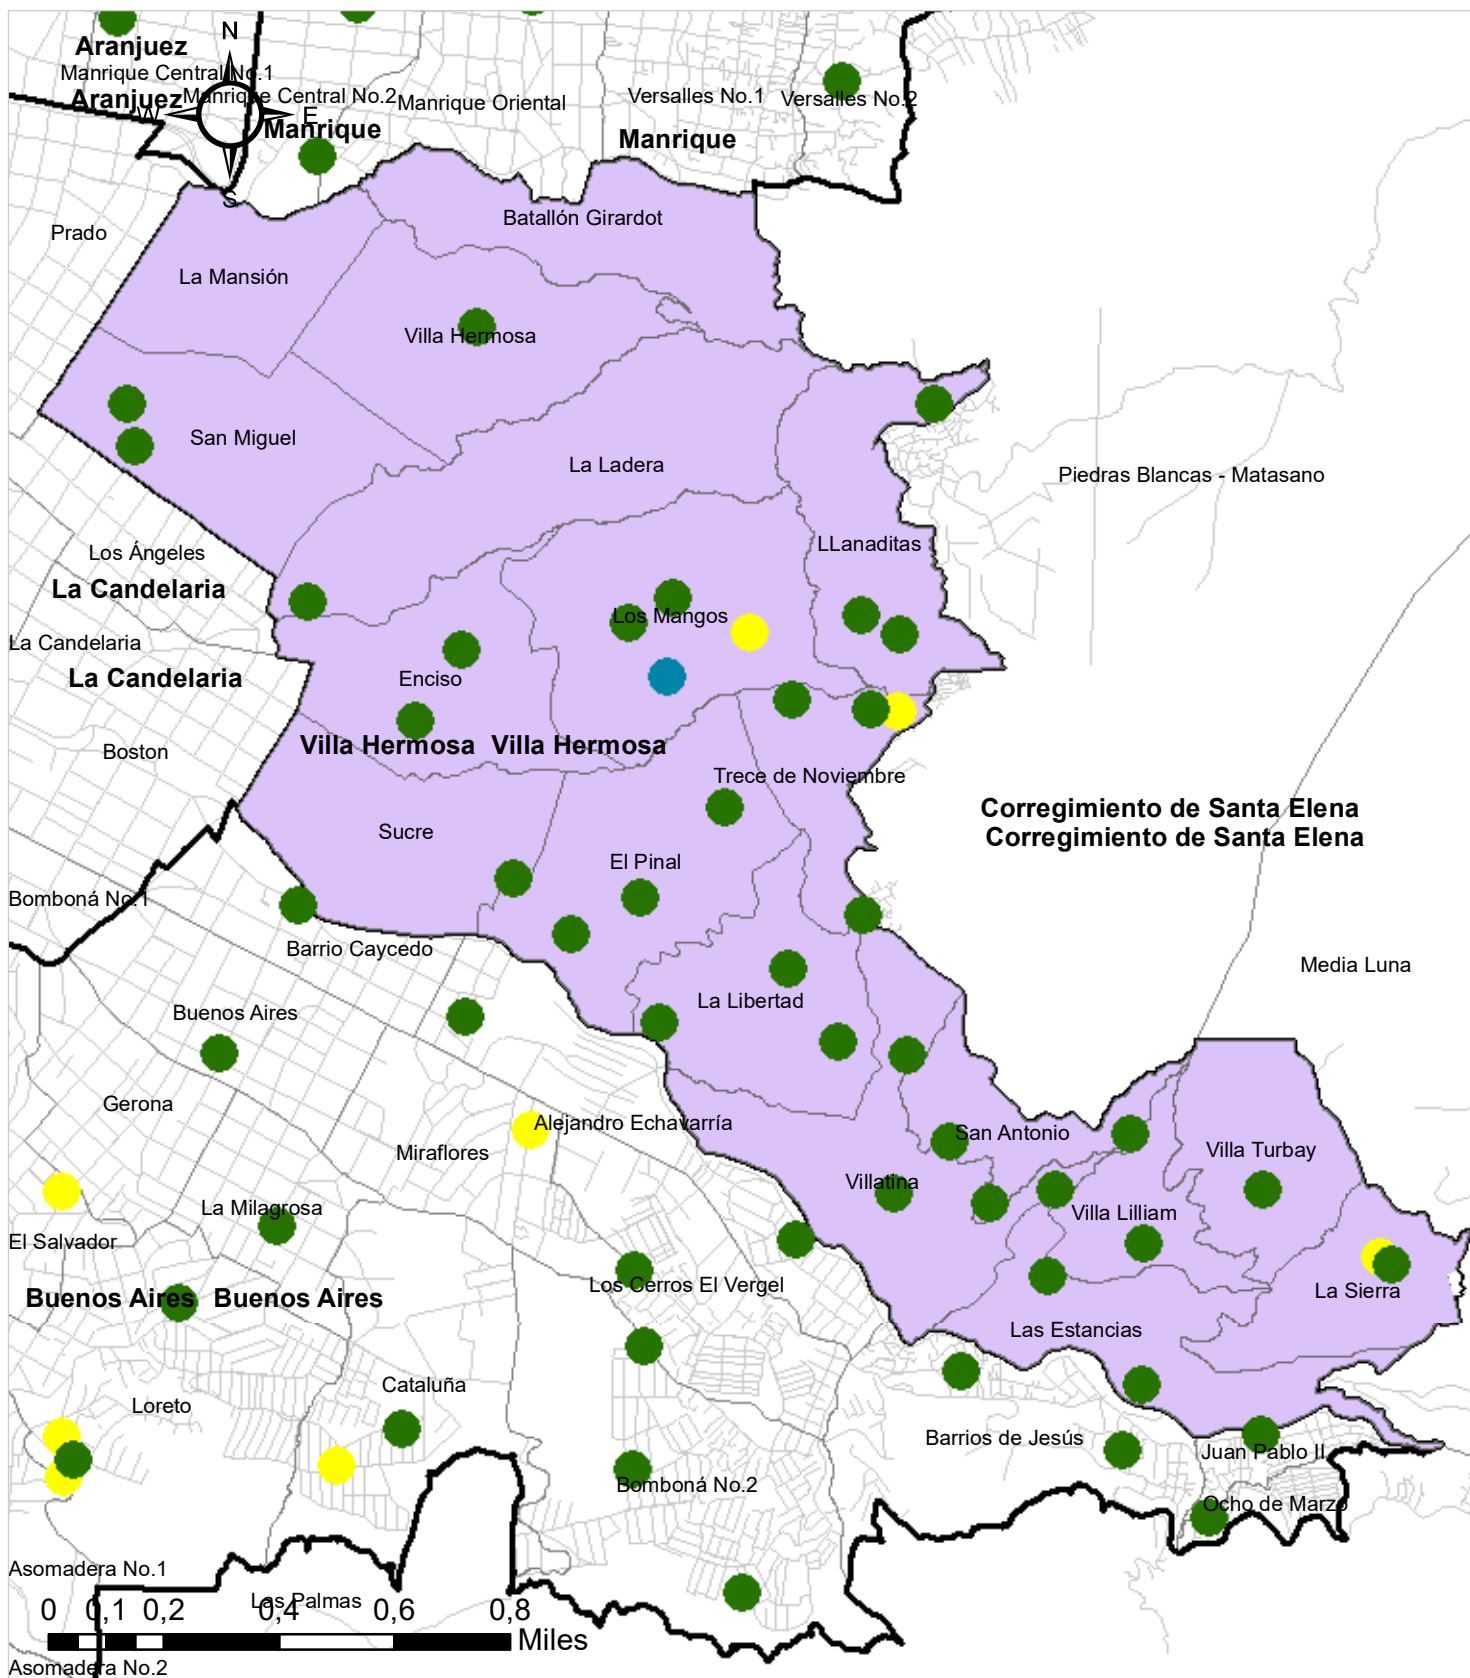 N
Aranjuez
Manrique Central No.1
Aranjuez
Manrique Central No.2
Manrique Oriental
Versalles No.1
Versalles No.2
W
E
Manrique
Manrique
S
Batallón Girardot
Prado
La Mansión
Villa Hermosa
San Miguel
La Ladera
Piedras Blancas - Matasano
LLanaditas
Los Ángeles
La Candelaria
Los Mangos
La Candelaria
La Candelaria
Enciso
Boston
Villa Hermosa
Villa Hermosa
Trece de Noviembre
Corregimiento de Santa Elena
Corregimiento de Santa Elena
Sucre
El Pinal
Bomboná No.1
Barrio Caycedo
Media Luna
La Libertad
Buenos Aires
Gerona
Alejandro Echavarría
San Antonio
Miraflores
Villa Turbay
Villatina
La Milagrosa
Villa Lilliam
El Salvador
Los Cerros El Vergel
La Sierra
Buenos Aires
Buenos Aires
Las Estancias
Cataluña
Loreto
Barrios de Jesús
Juan Pablo II
Bomboná No.2
Ocho de Marzo
Asomadera No.1
Las Palmas
0 0,1 0,2 0,4 0,6 0,8
Miles
Asomadera No.2